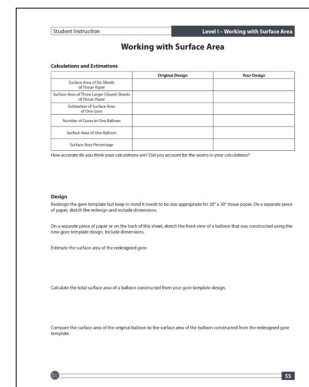 Student Instruction
Level I – Working with Surface Area
Working with Surface Area
Calculations and Estimations
Original Design
Your Design
Surface Area of Six Sheets
of Tissue Paper
Surface Area of Three Larger (Glued) Sheets
of Tissue Paper
Estimation of Surface Area
of One Gore
Number of Gores in One Balloon
Surface Area of One Balloon
Surface Area Percentage
How accurate do you think your calculations are? Did you account for the seams in your calculations?
Design
Redesign the gore template but keep in mind it needs to be size appropriate for 20" x 30" tissue paper. On a separate piece
of paper, sketch the redesign and include dimensions.
On a separate piece of paper or on the back of this sheet, sketch the front view of a balloon that was constructed using the
new gore template design. Include dimensions.
Estimate the surface area of the redesigned gore.
Calculate the total surface area of a balloon constructed from your gore template design.
Compare the surface area of the original balloon to the surface area of the balloon constructed from the redesigned gore
template.
55